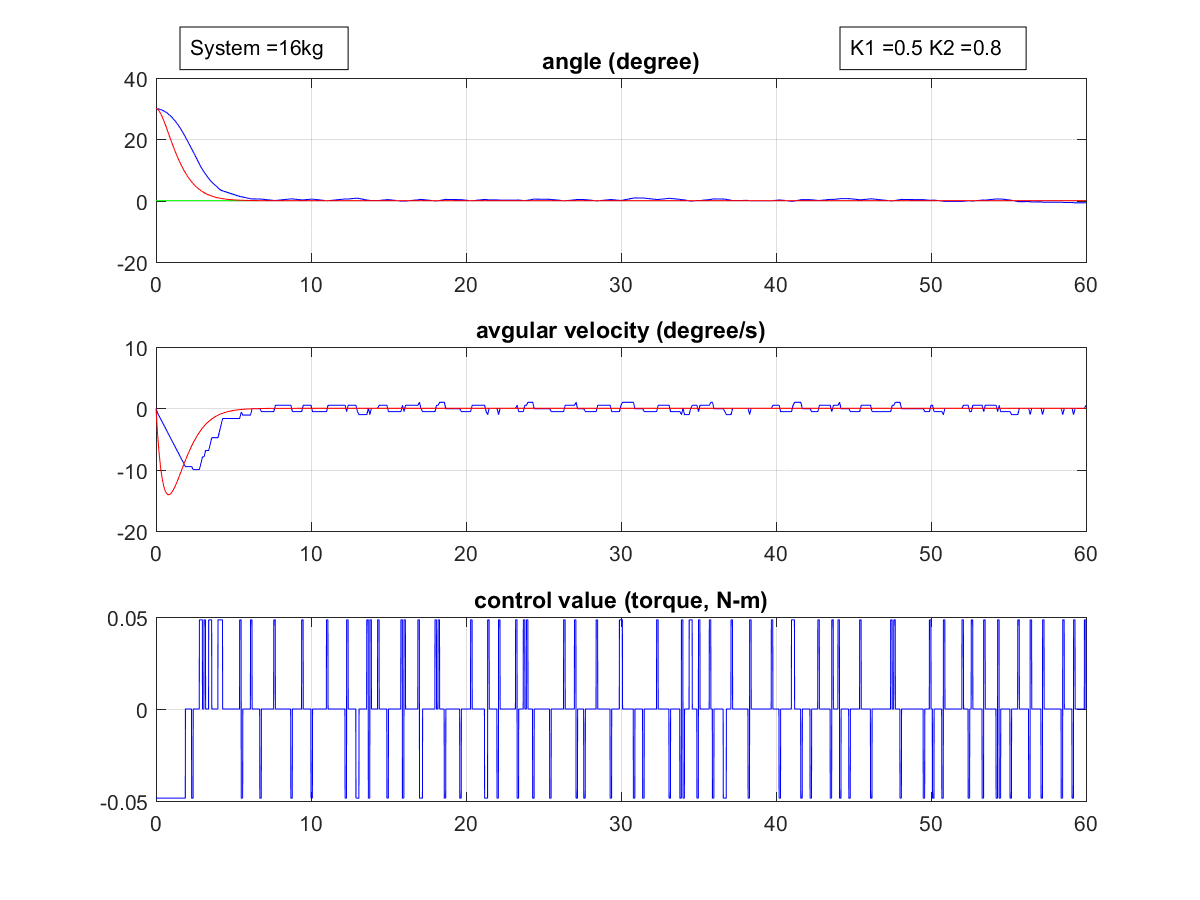 System =16kg
K1 =0.5 K2 =0.8
angle (degree)
40
20
0
-20
0 10 20 30 40 50 60
avgular velocity (degree/s)
10
0
-10
-20
0 10 20 30 40 50 60
control value (torque, N-m)
0.05
0
-0.05
0 10 20 30 40 50 60